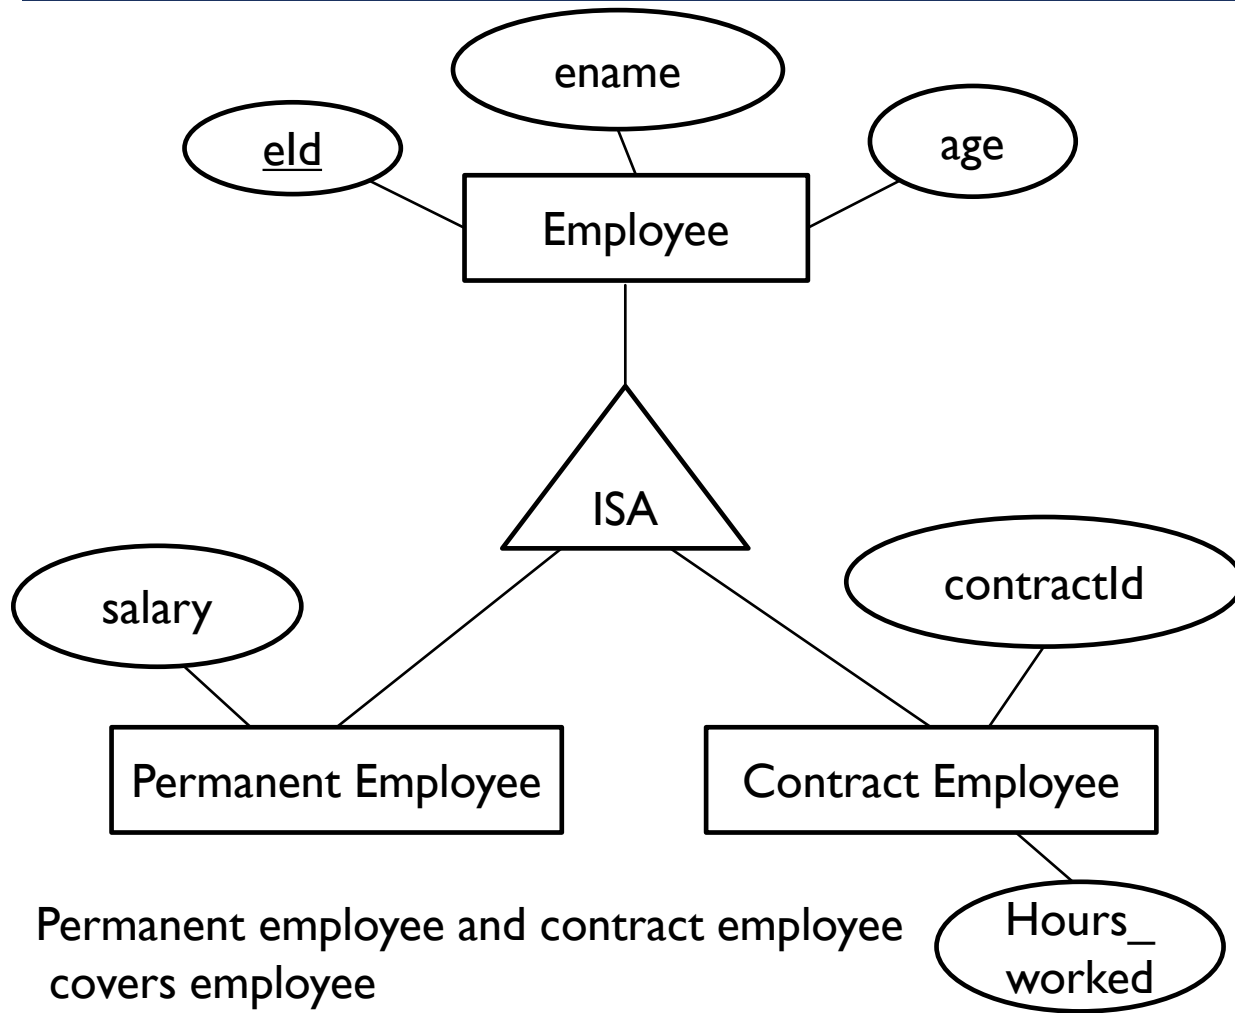 ename
eId
age
Employee
ISA
salary
contractId
Permanent Employee
Contract Employee
Permanent employee and contract employee
covers employee
Hours_
worked